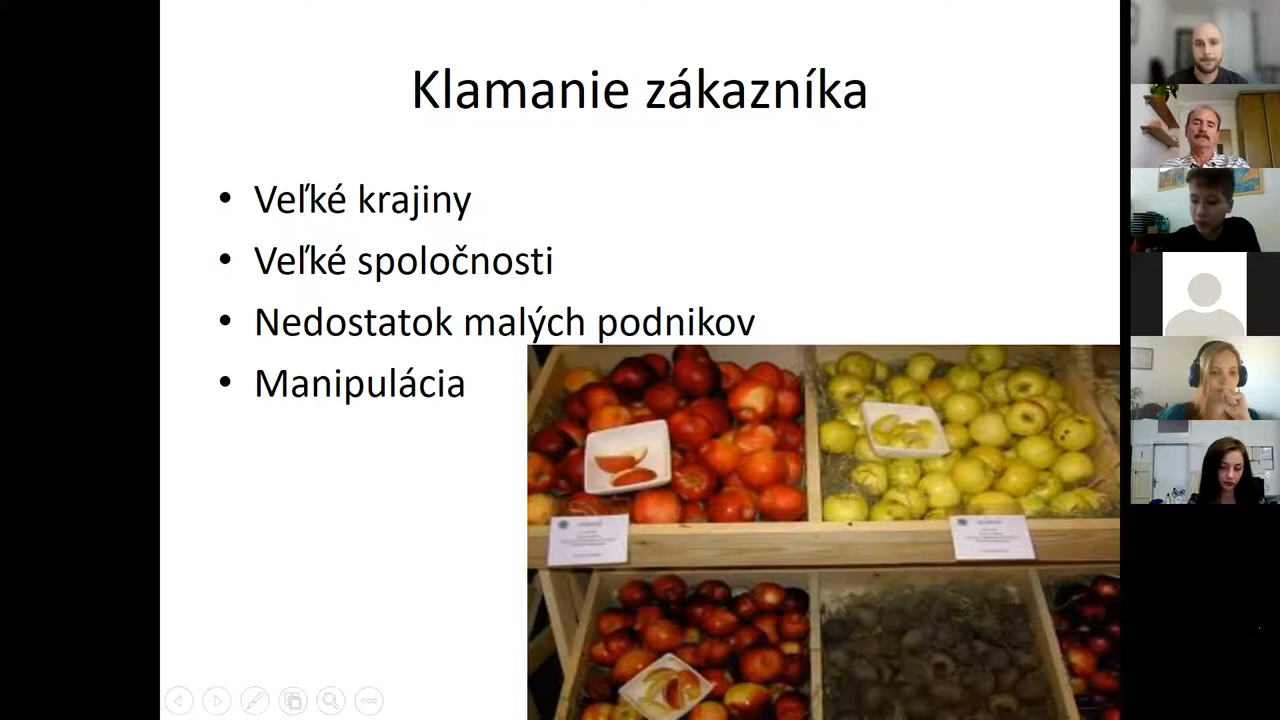 Klamanie zákazníka
• Veľké krajiny
• Veľké spoločnosti
• Nedostatok malých podnikov
• Manipulácia